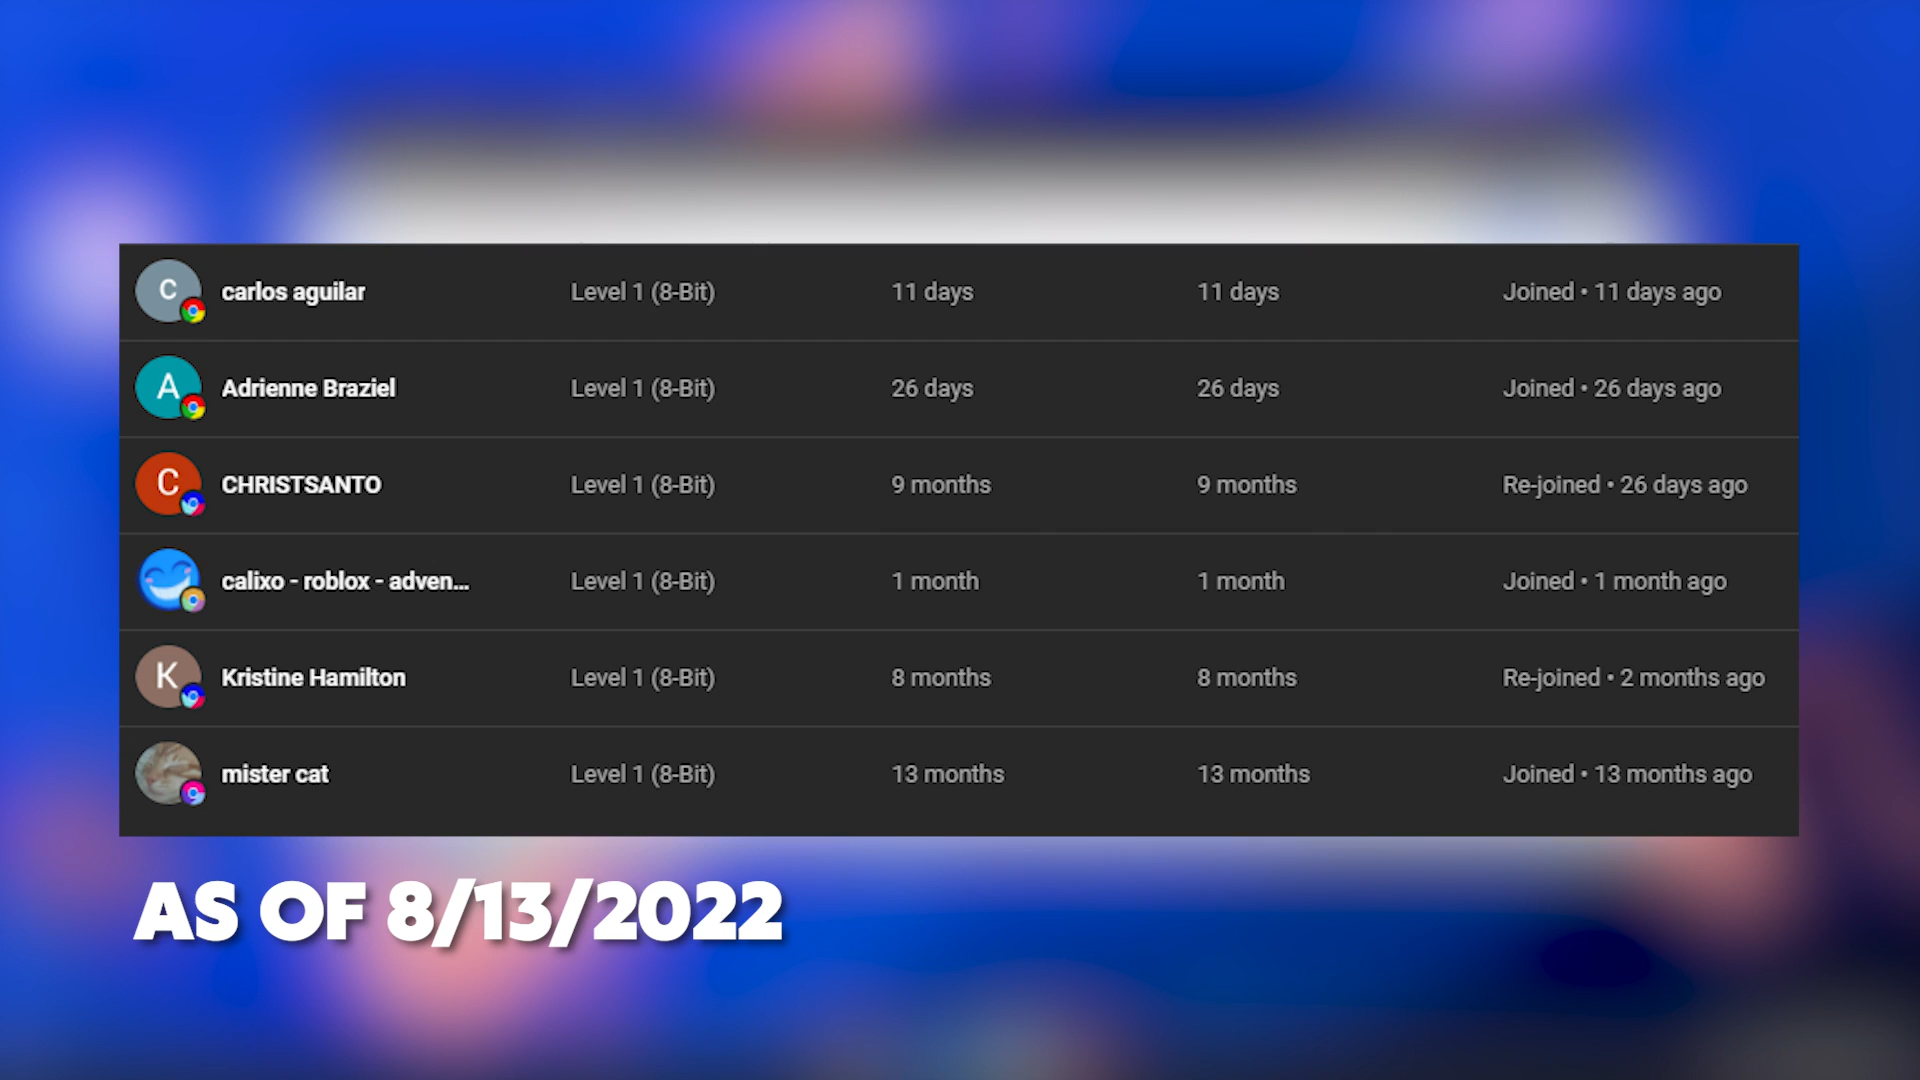 C carlos aguilar Level 1 (8-Bit) 11 days 11 days Joined • 11 days ago
A Adrienne Braziel Level 1 (8-Bit) 26 days 26 days Joined • 26 days ago
C CHRISTSANTO Level 1 (8-Bit) 9 months 9 months Re-joined • 26 days ago
calixo - roblox - adven... Level 1 (8-Bit) 1 month 1 month Joined • 1 month ago
K Kristine Hamilton Level 1 (8-Bit) 8 months 8 months Re-joined • 2 months ago
mister cat Level 1 (8-Bit) 13 months 13 months Joined • 13 months ago
AS OF 8/13/2022